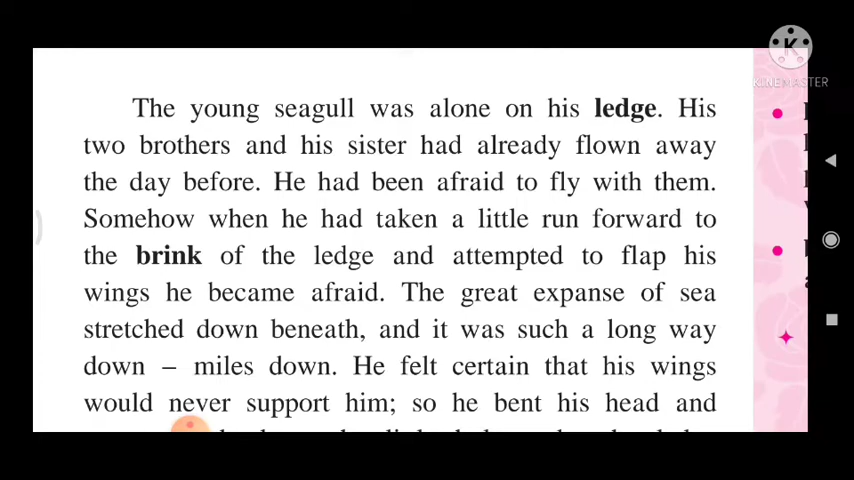 KINEMASTER
The young seagull was alone on his ledge. His
two brothers and his sister had already flown away
the day before. He had been afraid to fly with them.
Somehow when he had taken a little run forward to
the brink of the ledge and attempted to flap his
wings he became afraid. The great expanse of sea
stretched down beneath, and it was such a long way
down – miles down. He felt certain that his wings
would never support him; so he bent his head and